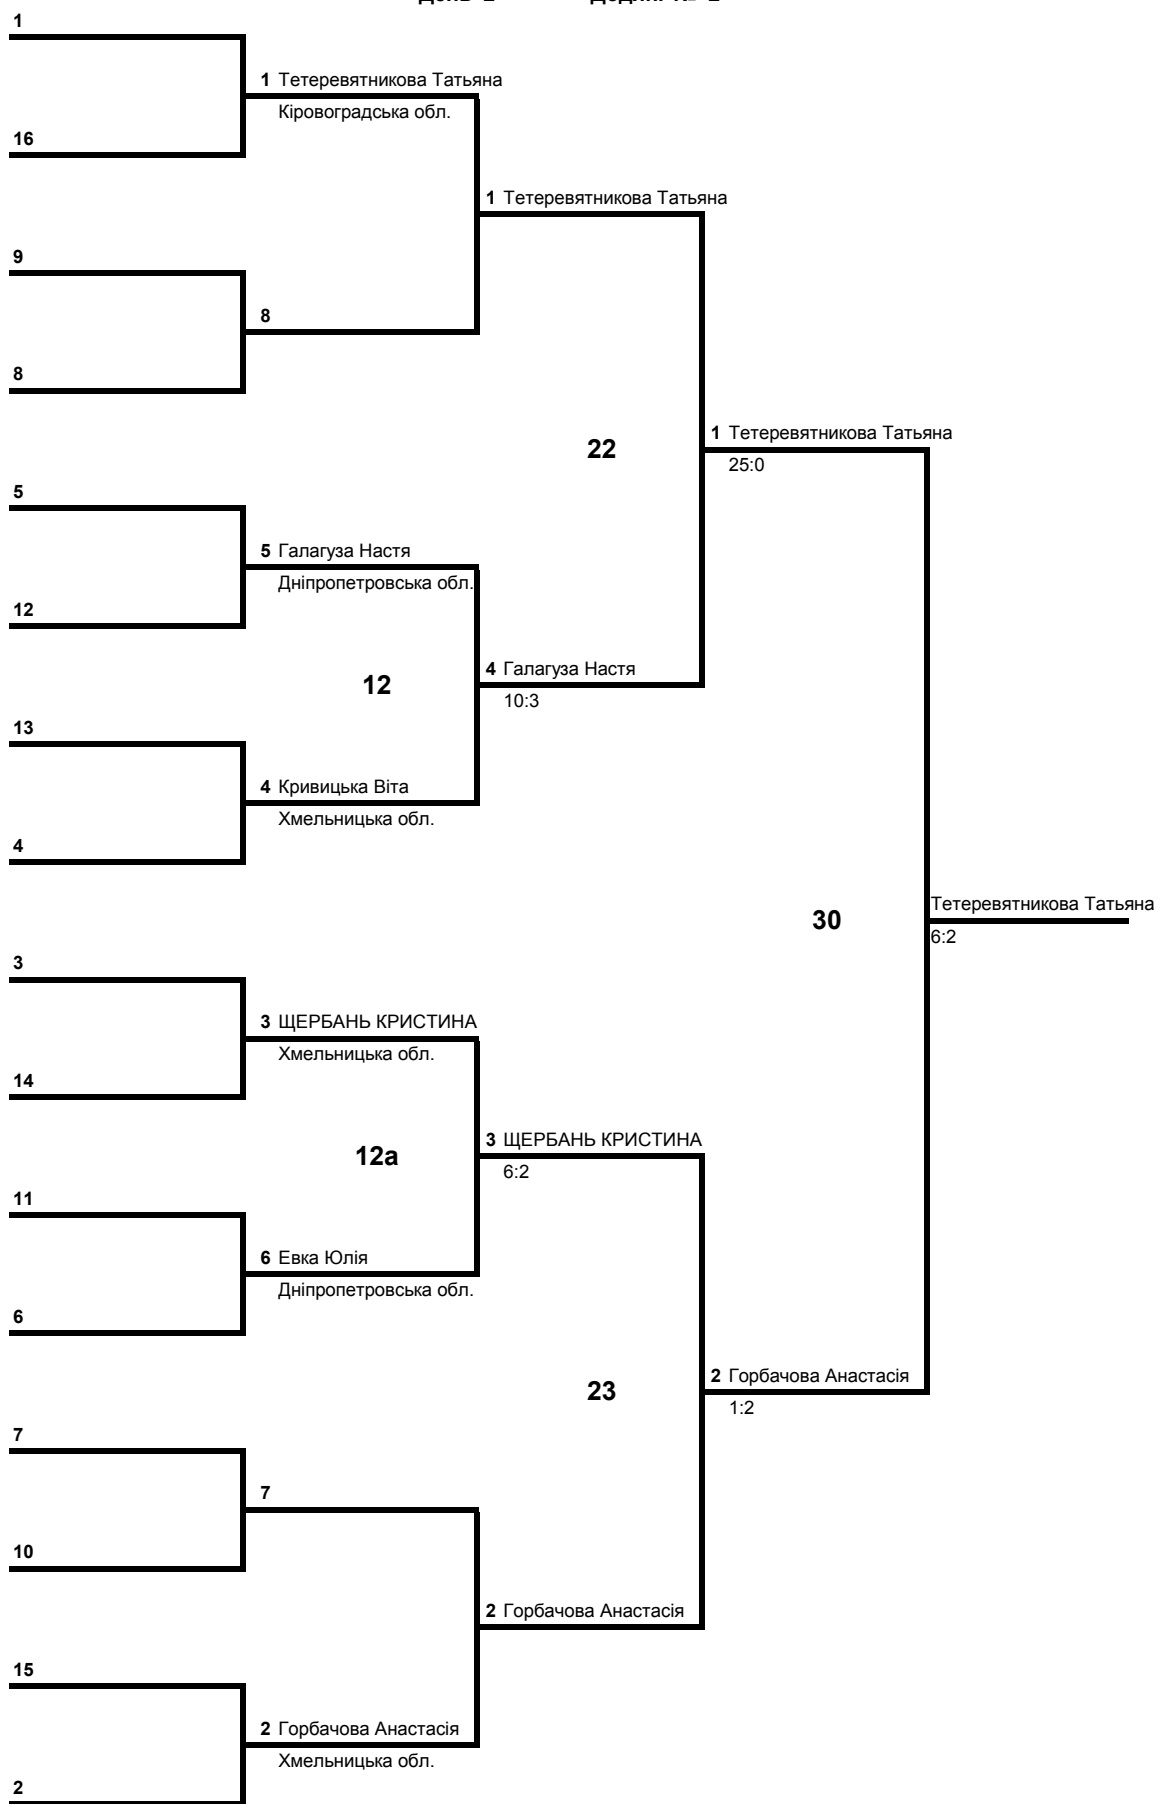 1
1 Тетеревятникова Татьяна
Кіровоградська обл.
16
1 Тетеревятникова Татьяна
9
8
8
22
1 Тетеревятникова Татьяна
25:0
5
5 Галагуза Настя
Дніпропетровська обл.
12
4 Галагуза Настя
12
10:3
13
4 Кривицька Віта
Хмельницька обл.
4
Тетеревятникова Татьяна
30
6:2
3
3 ЩЕРБАНЬ КРИСТИНА
Хмельницька обл.
14
3 ЩЕРБАНЬ КРИСТИНА
12а
6:2
11
6 Евка Юлія
Дніпропетровська обл.
6
2 Горбачова Анастасія
23
1:2
7
7
10
2 Горбачова Анастасія
15
2 Горбачова Анастасія
Хмельницька обл.
2